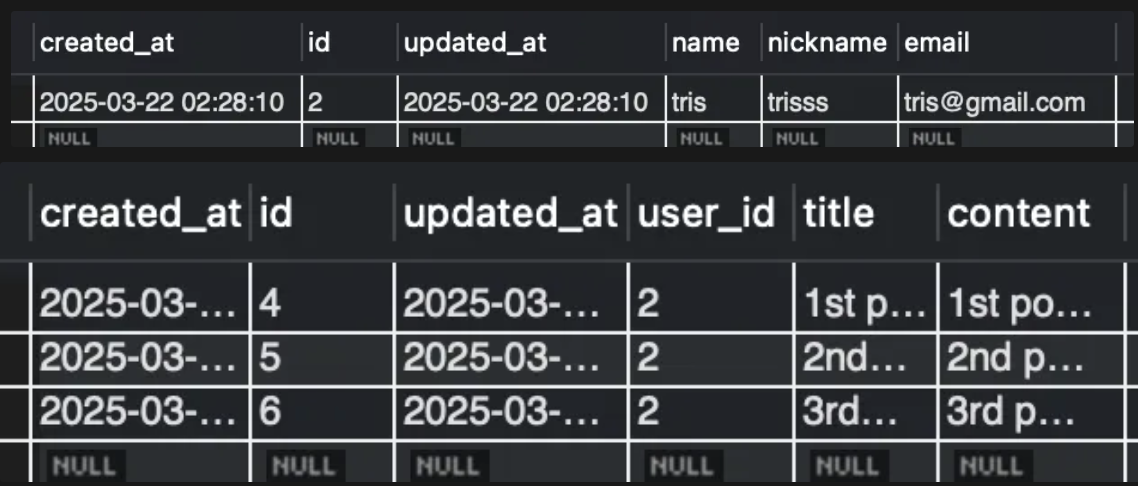 created_at id updated_at name nickname email
2025-03-22 02:28:10 2 2025-03-22 02:28:10 tris trisss tris@gmail.com
NULL NULL NULL NULL NULL NULL
created_at id updated_at user_id title content
2025-03-... 4 2025-03-... 2 1st p... 1st po...
2025-03-... 5 2025-03-... 2 2nd... 2nd p...
2025-03-... 6 2025-03-... 2 3rd... 3rd p...
NULL NULL NULL NULL NULL NULL